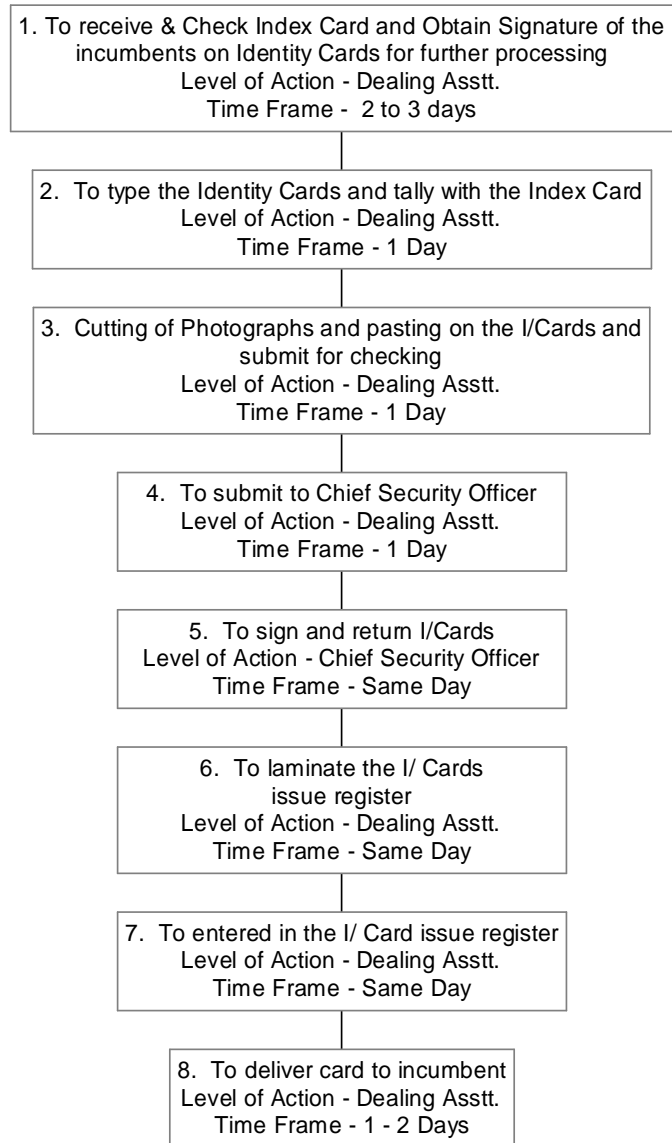 1. To receive & Check Index Card and Obtain Signature of the
incumbents on Identity Cards for further processing
Level of Action - Dealing Asstt.
Time Frame - 2 to 3 days
2. To type the Identity Cards and tally with the Index Card
Level of Action - Dealing Asstt.
Time Frame - 1 Day
3. Cutting of Photographs and pasting on the I/Cards and
submit for checking
Level of Action - Dealing Asstt.
Time Frame - 1 Day
4. To submit to Chief Security Officer
Level of Action - Dealing Asstt.
Time Frame - 1 Day
5. To sign and return I/Cards
Level of Action - Chief Security Officer
Time Frame - Same Day
6. To laminate the I/ Cards
issue register
Level of Action - Dealing Asstt.
Time Frame - Same Day
7. To entered in the I/ Card issue register
Level of Action - Dealing Asstt.
Time Frame - Same Day
8. To deliver card to incumbent
Level of Action - Dealing Asstt.
Time Frame - 1 - 2 Days